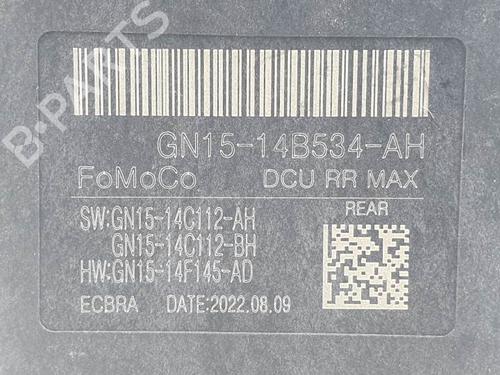 B-PARTS
GN15-14B534-AH
FoMoCo DCU RR MAX
SW:GN15-14C112-AH REAR
GN15-14C112-BH
HW:GN15-14F145-AD
ECBRA DATE:2022.08.09